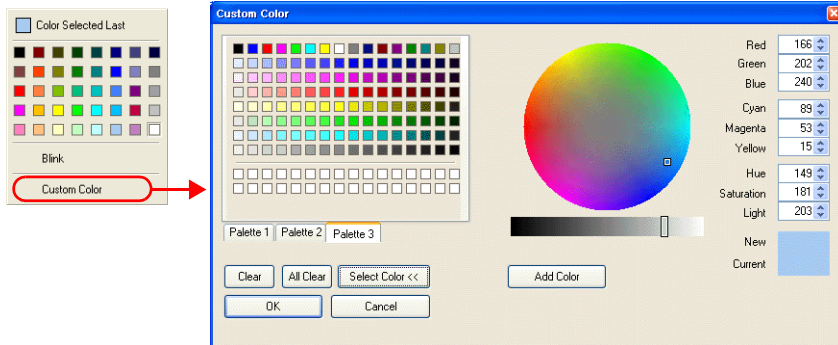 Color Selected Last
Blink
Custom Color
Custom Color
Palette 1 Palette 2 Palette 3
Clear All Clear Select Color <<
OK Cancel
Add Color
Red 166
Green 202
Blue 240
Cyan 89
Magenta 53
Yellow 15
Hue 149
Saturation 181
Light 203
New
Current